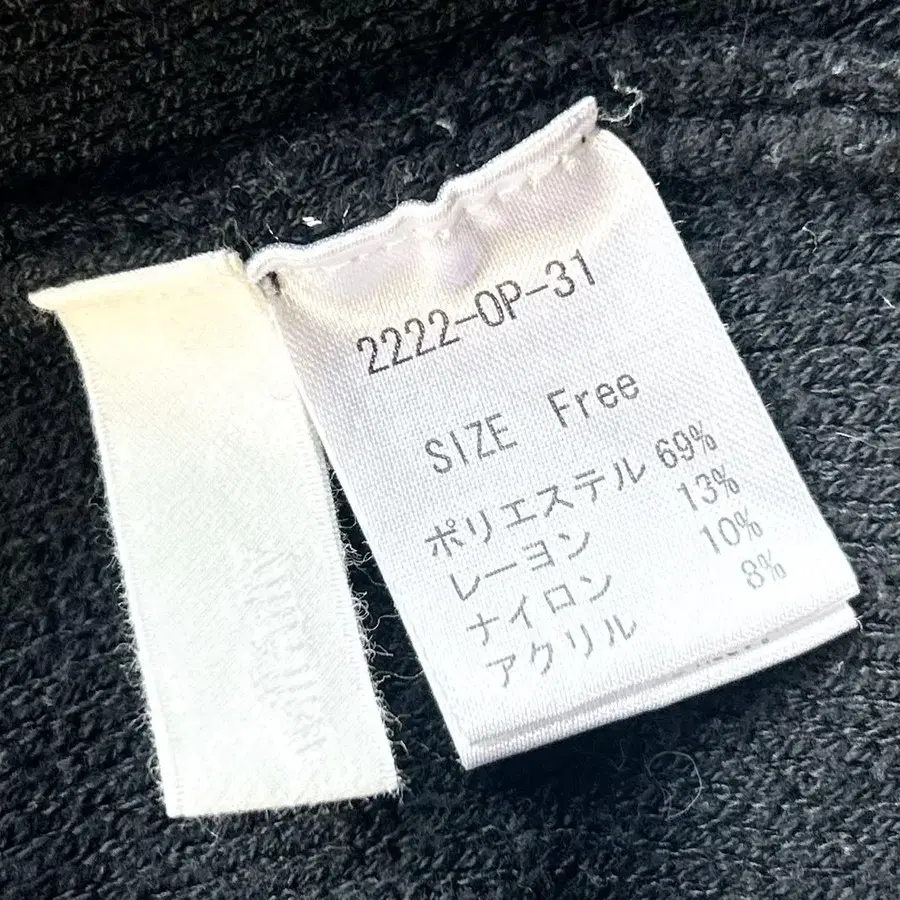 2222-OP-31
SIZE Free
ポリエステル 69%
レーヨン 13%
ナイロン 10%
アクリル 8%